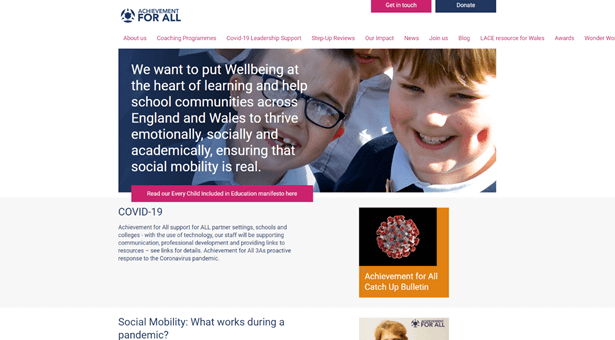 ACHIEVEMENT
FOR ALL
Get in touch
Donate
About us
Coaching Programmes
Covid-19 Leadership Support
Step-Up Reviews
Our Impact
News
Join us
Blog
LACE resource for Wales
Awards
Wonder Wo
We want to put Wellbeing at
the heart of learning and help
school communities across
England and Wales to thrive
emotionally, socially and
academically, ensuring that
social mobility is real.
Read our Every Child Included in Education manifesto here
COVID-19
Achievement for All support for ALL partner settings, schools and
colleges - with the use of technology, our staff will be supporting
communication, professional development and providing links to
resources – see links for details. Achievement for All 3As proactive
response to the Coronavirus pandemic.
Achievement for All
Catch Up Bulletin
Social Mobility: What works during a
pandemic?
ACHIEVEMENT
FOR ALL